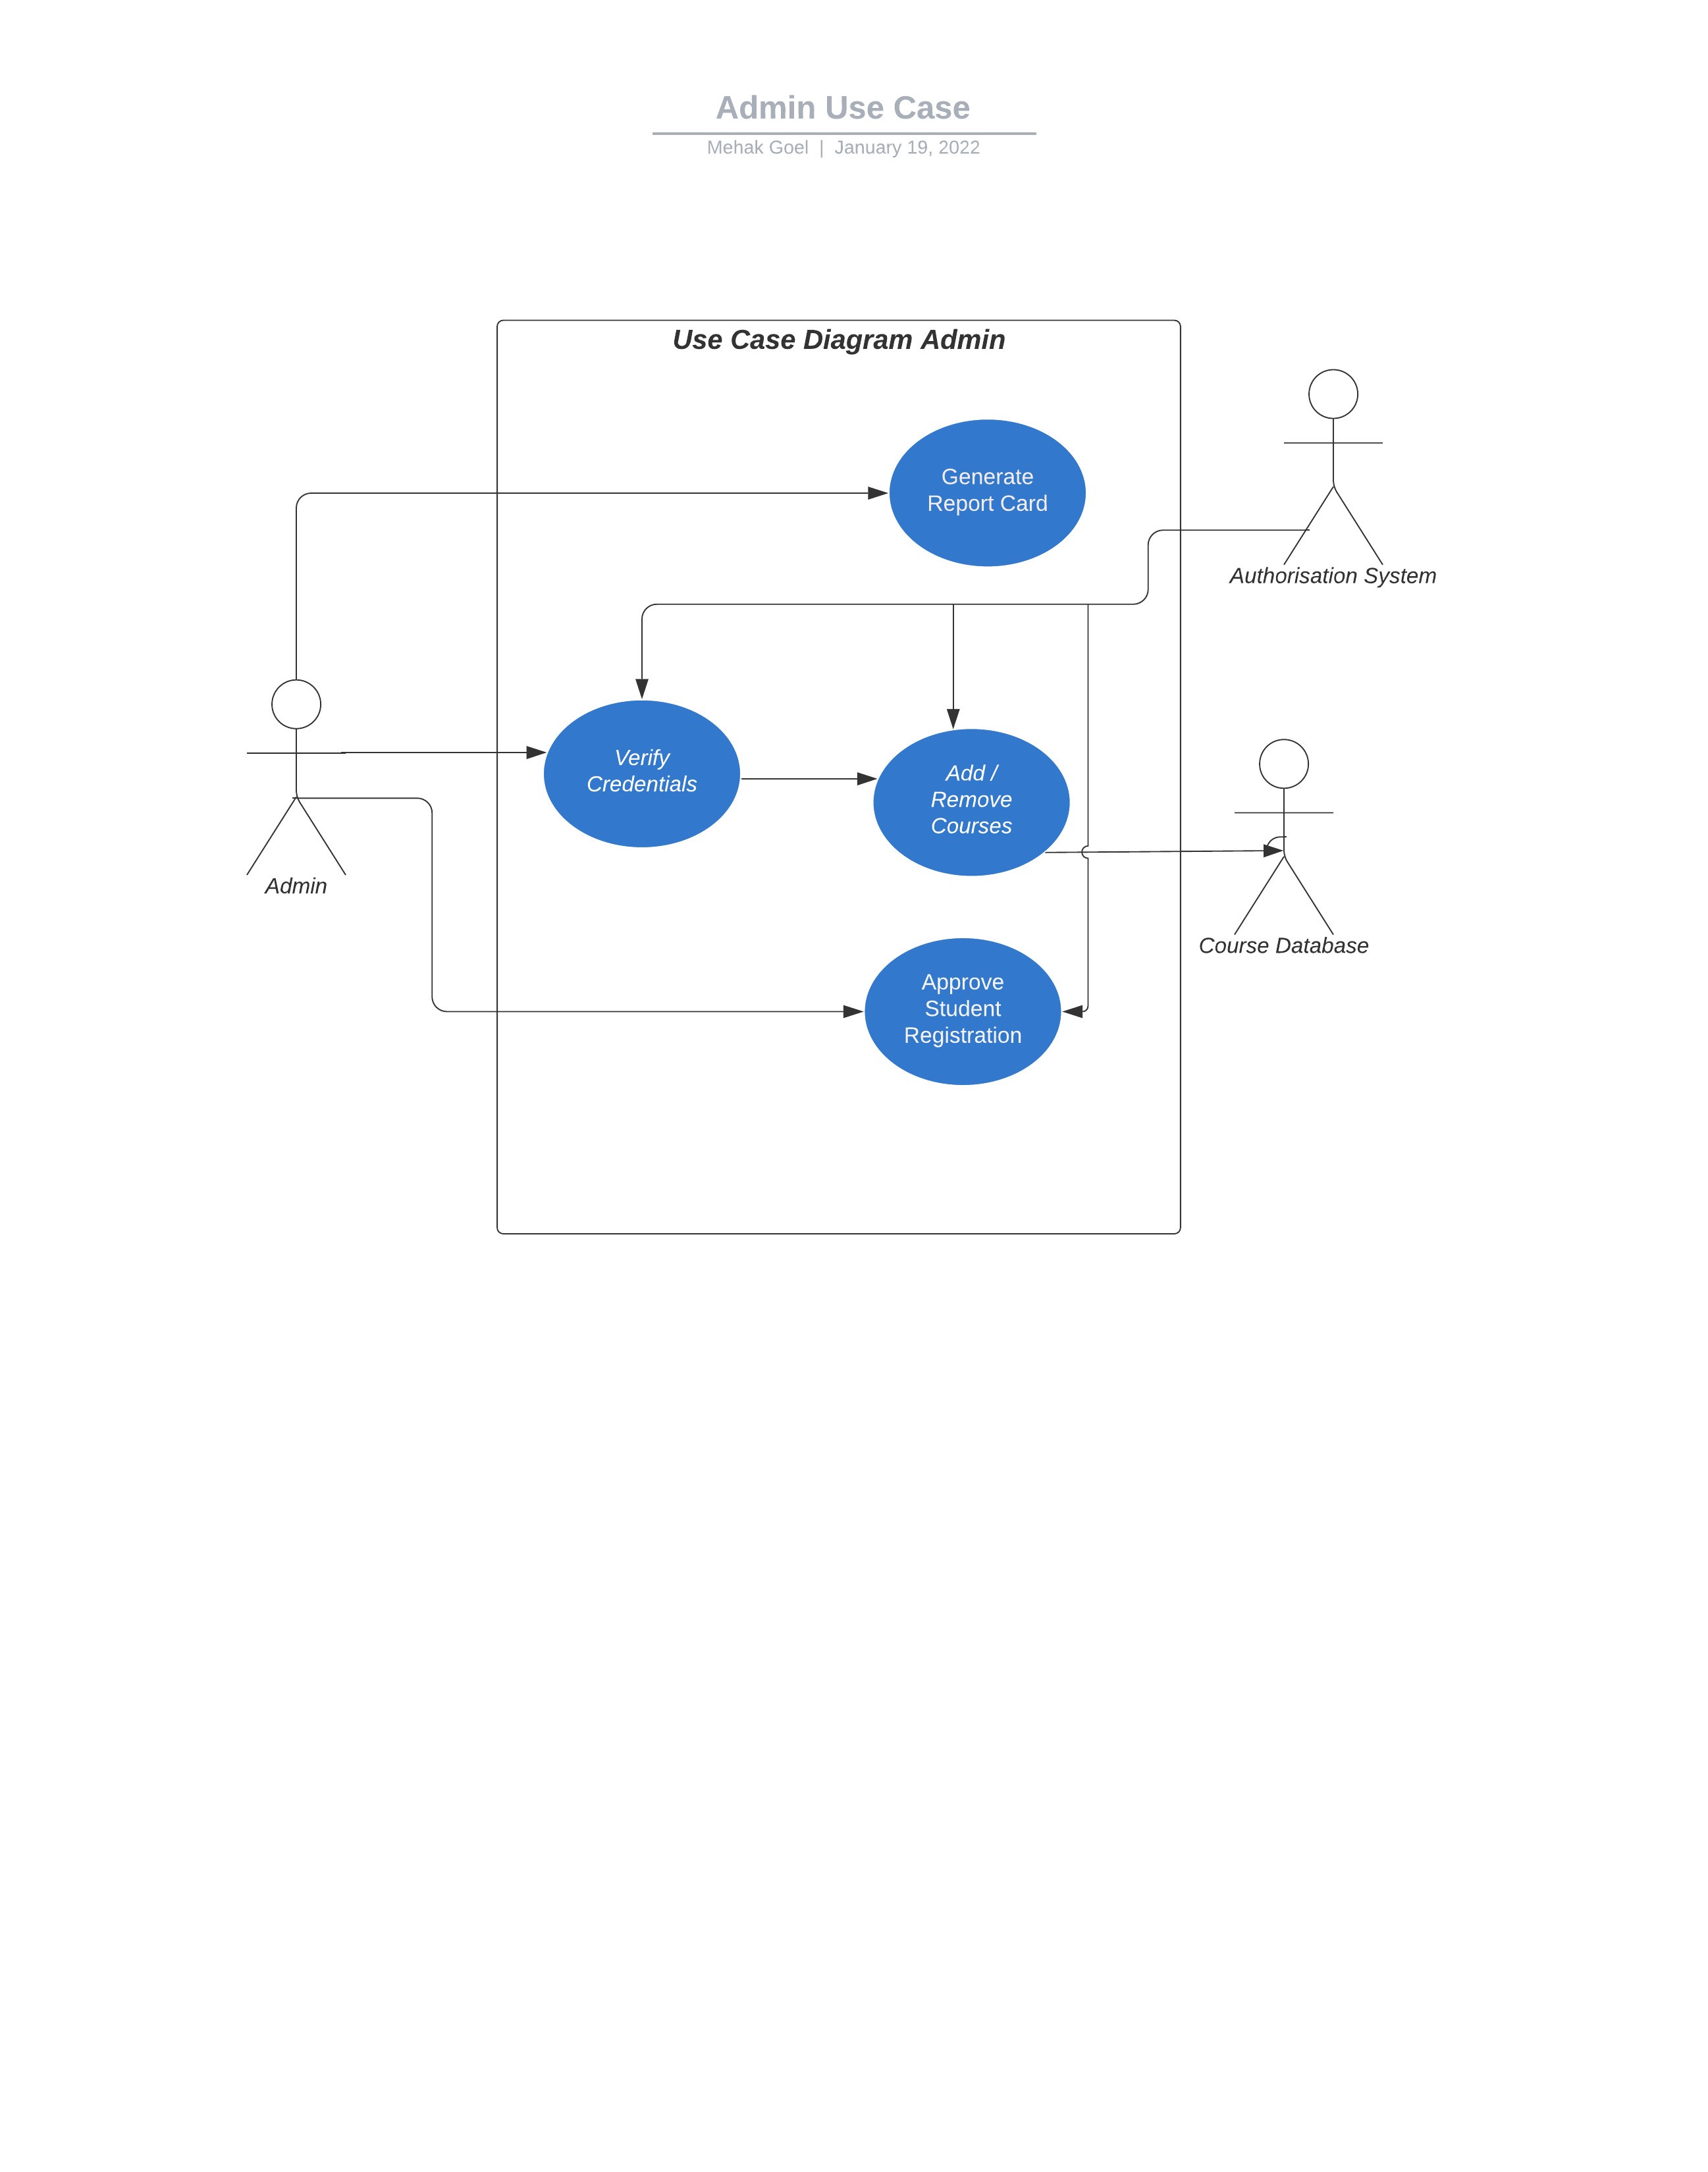 Admin Use Case
Mehak Goel | January 19, 2022
Use Case Diagram Admin
Generate
Report Card
Authorisation System
Verify
Credentials
Add /
Remove
Courses
Admin
Course Database
Approve
Student
Registration